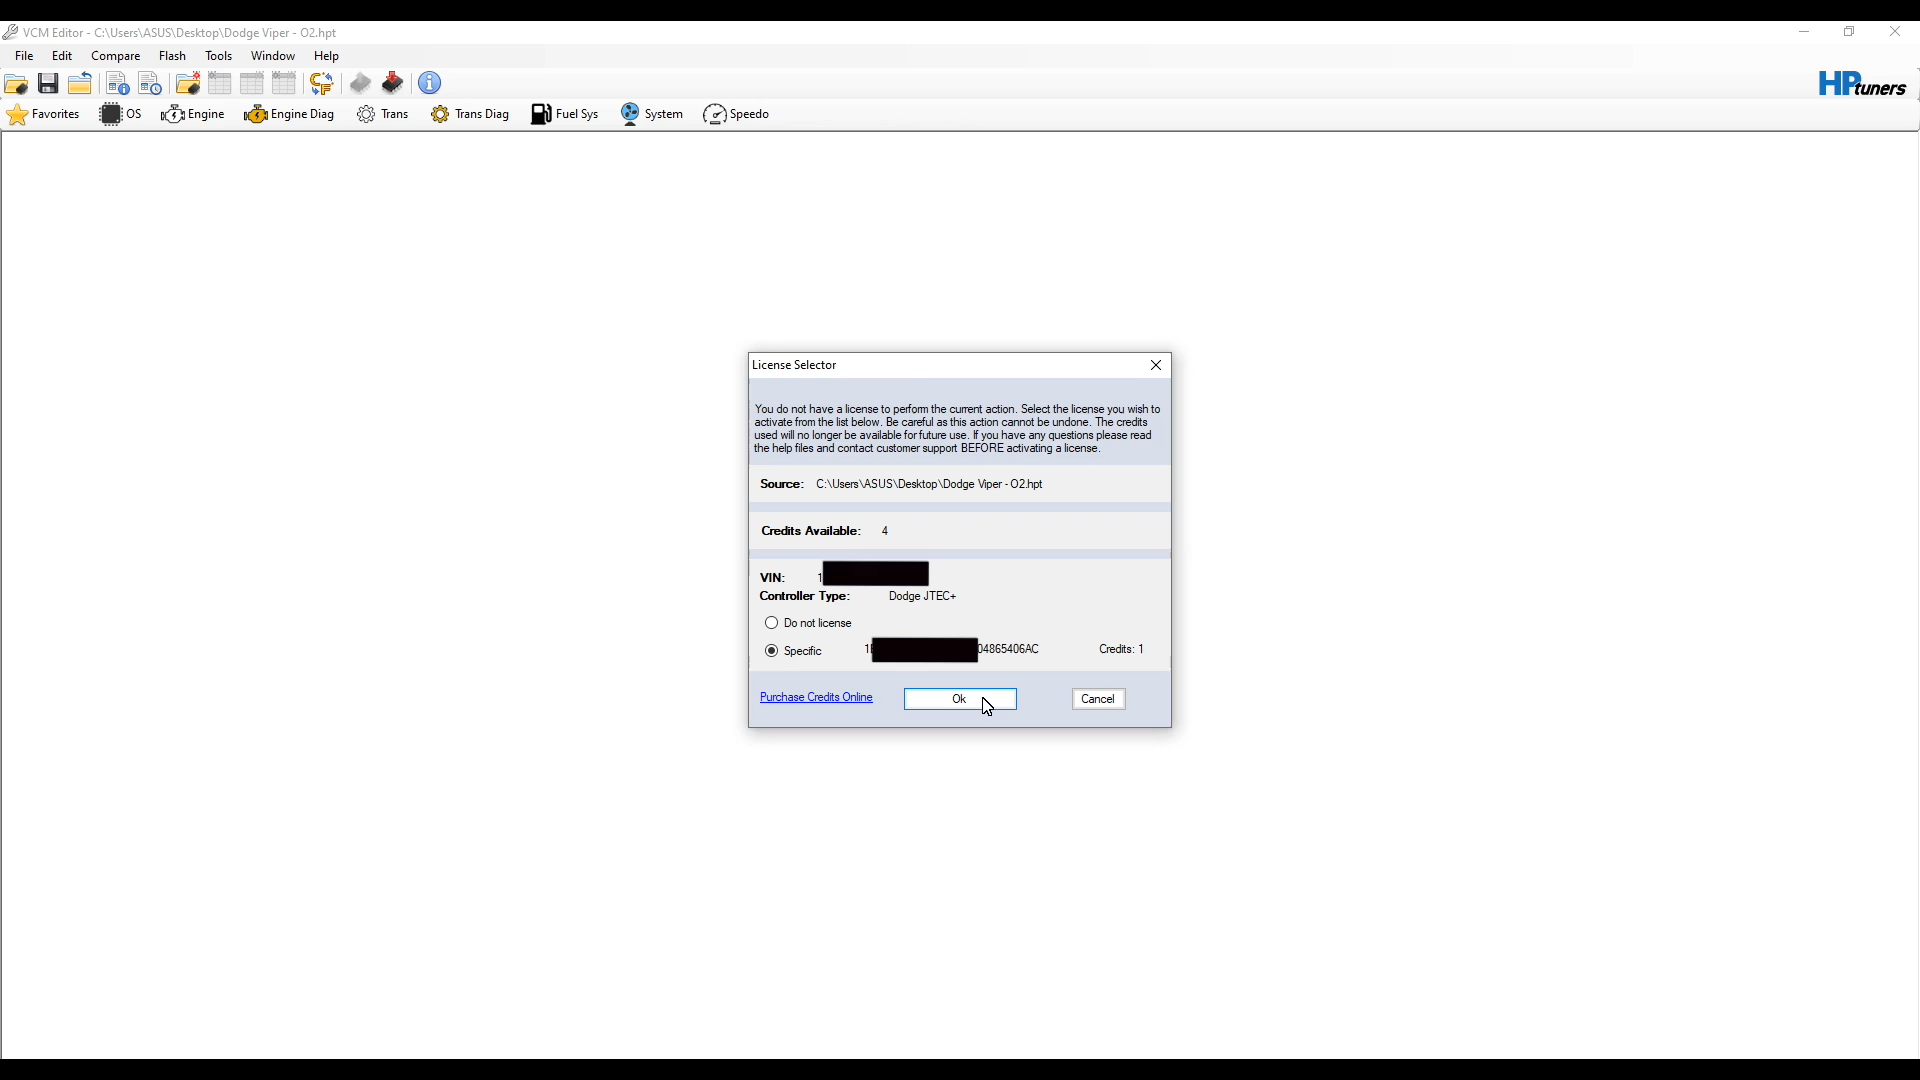 VCM Editor - C:\Users\ASUS\Desktop\Dodge Viper - O2.hpt
File Edit Compare Flash Tools Window Help
HP tuners
Favorites OS Engine Engine Diag Trans Trans Diag Fuel Sys System Speedo
License Selector
You do not have a license to perform the current action. Select the license you wish to
activate from the list below. Be careful as this action cannot be undone. The credits
used will no longer be available for future use. If you have any questions please read
the help files and contact customer support BEFORE activating a license.
Source: C:\Users\ASUS\Desktop\Dodge Viper - O2.hpt
Credits Available: 4
VIN: 1
Controller Type: Dodge JTEC+
Do not license
Specific 1 04865406AC Credits: 1
Purchase Credits Online Ok Cancel